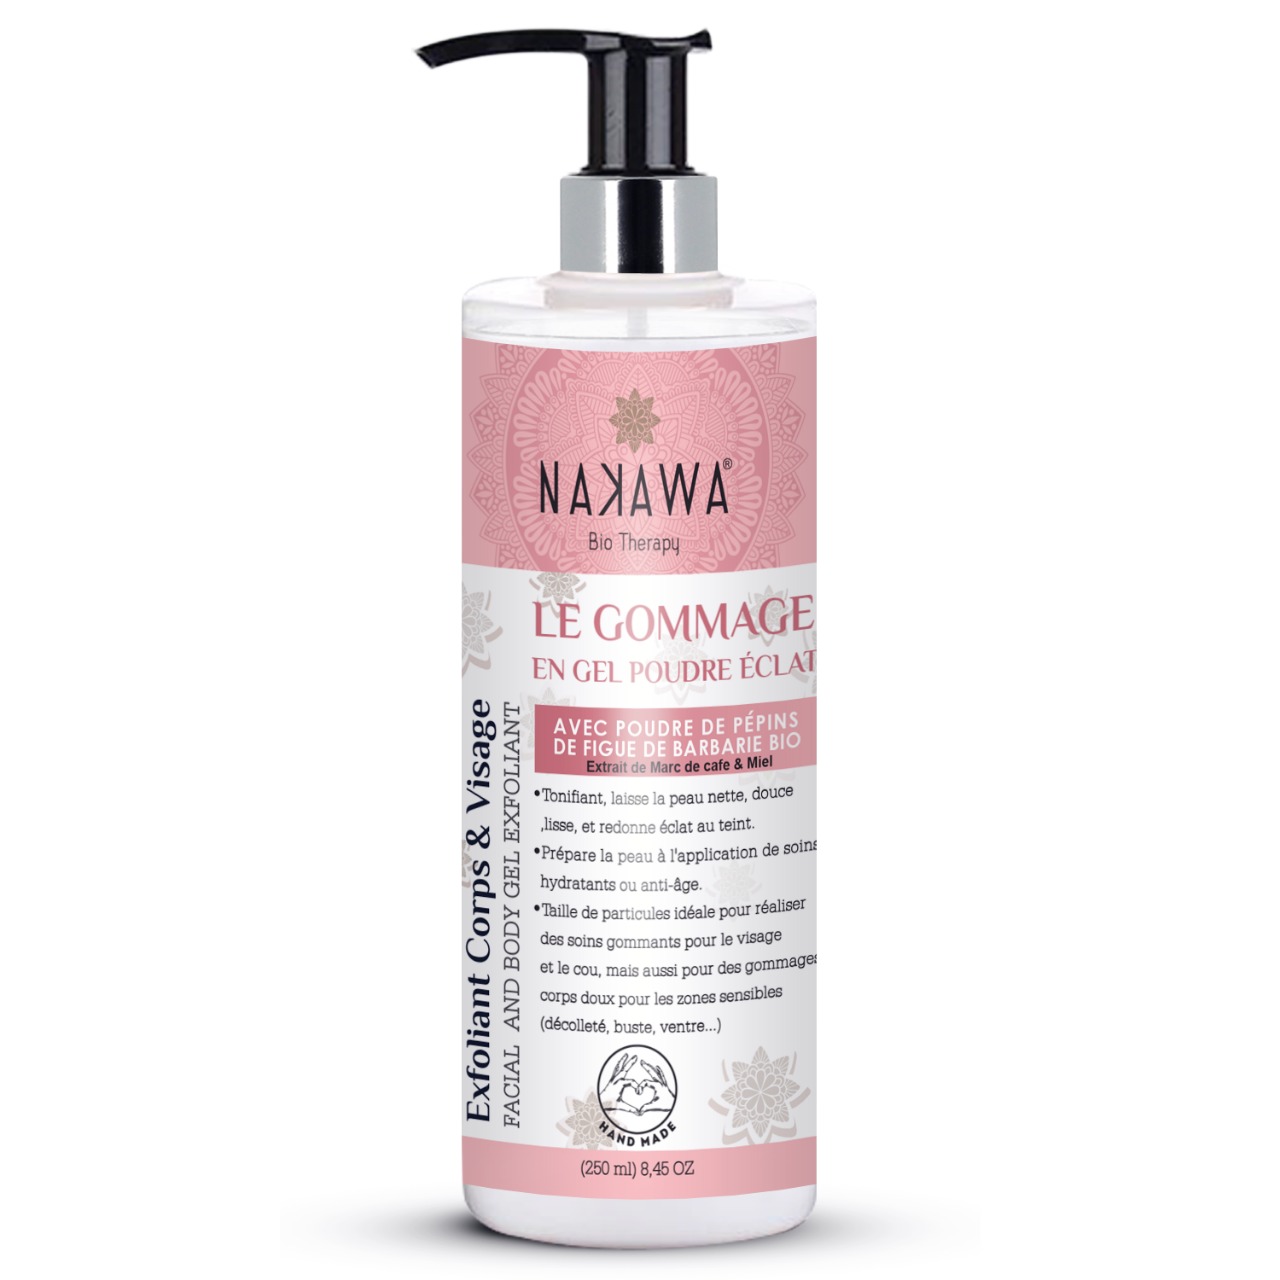 NAKAWA®
Bio Therapy
LE GOMMAGE
EN GEL POUDRE ÉCLAT
AVEC POUDRE DE PÉPINS
DE FIGUE DE BARBARIE BIO
Extrait de Marc de cafe & Miel
•Tonifiant, laisse la peau nette, douce
,lisse, et redonne éclat au teint.
•Prépare la peau à l'application de soins
hydratants ou anti-âge.
•Taille de particules idéale pour réaliser
des soins gommants pour le visage
et le cou, mais aussi pour des gommages
corps doux pour les zones sensibles
(décolleté, buste, ventre...)
HAND MADE
(250 ml) 8,45 OZ
Exfoliant Corps & Visage
FACIAL AND BODY GEL EXFOLIANT